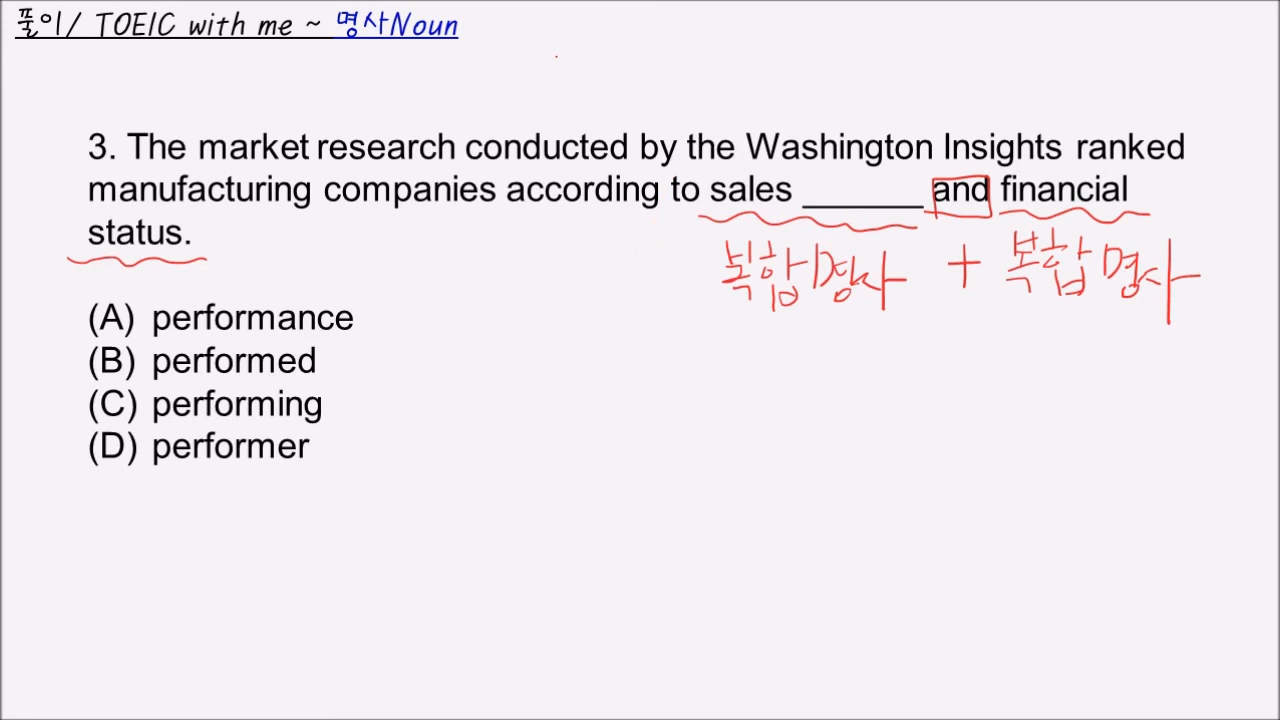 풀이/ TOEIC with me ~ 명사Noun
3. The market research conducted by the Washington Insights ranked
manufacturing companies according to sales ______ and financial
status.
복합명사 + 복합명사
(A) performance
(B) performed
(C) performing
(D) performer